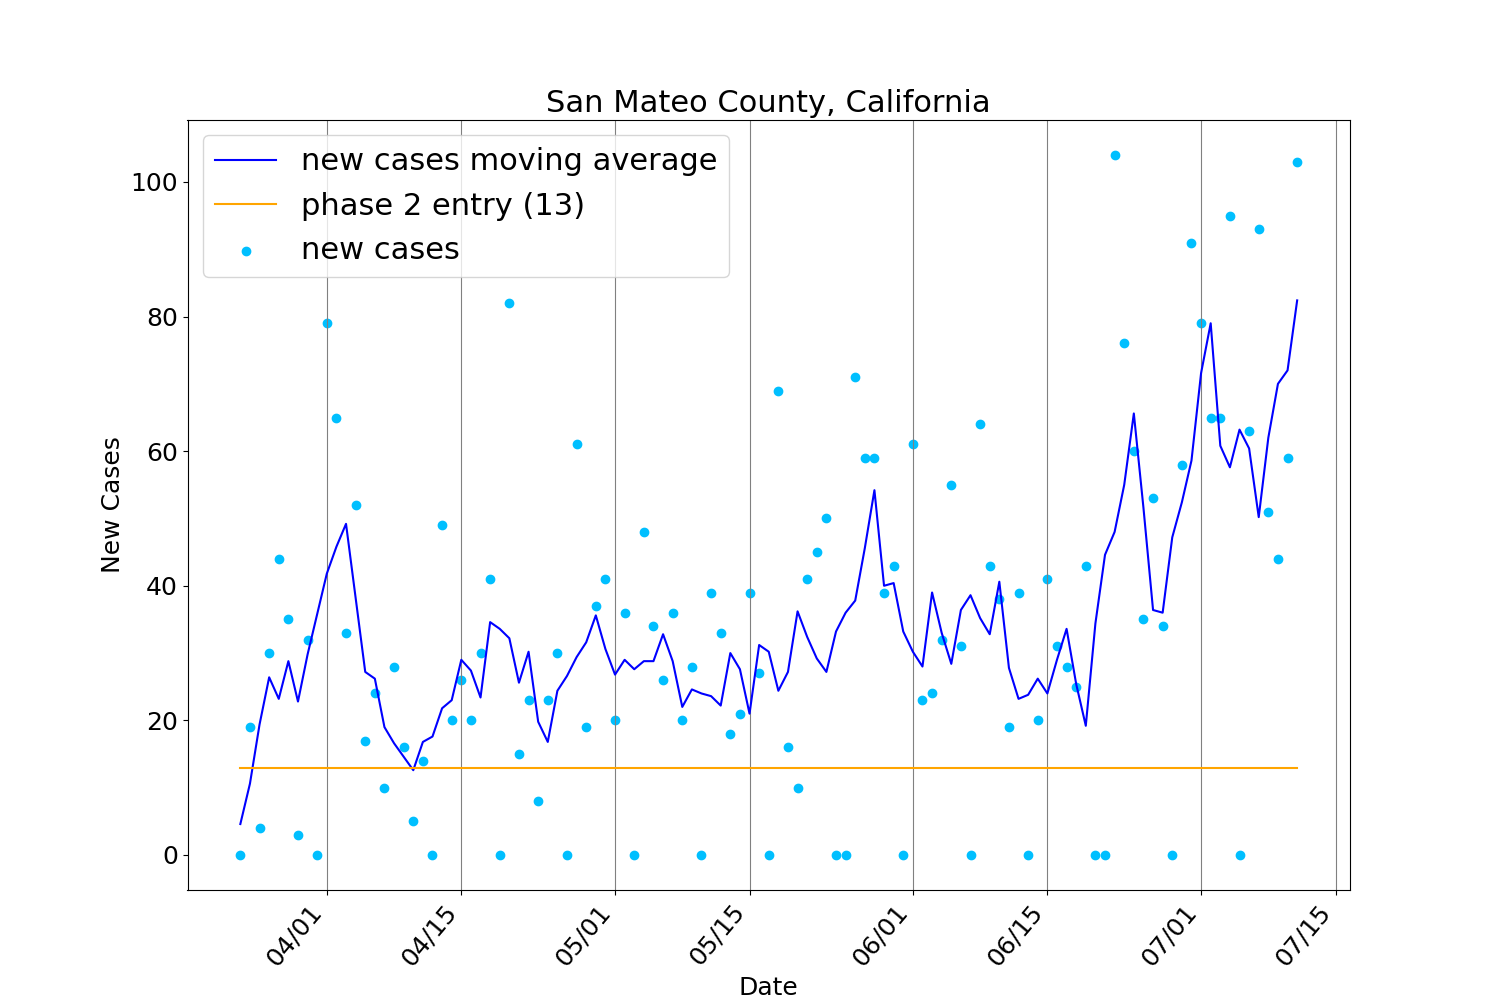 San Mateo County, California
new cases moving average
phase 2 entry (13)
new cases
100
80
60
40
20
0
New Cases
04/01
04/15
05/01
05/15
06/01
06/15
07/01
07/15
Date